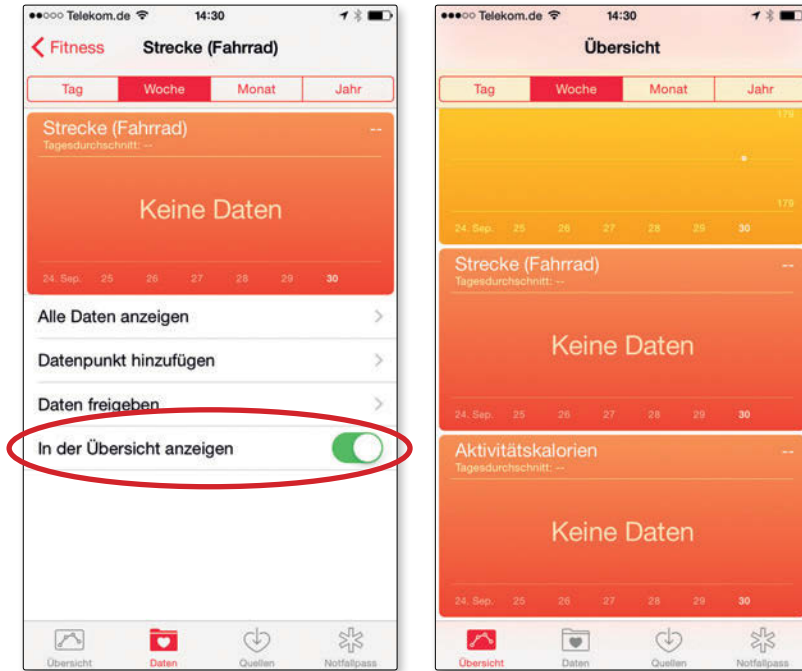 Telekom.de 14:30
Fitness Strecke (Fahrrad)
Tag Woche Monat Jahr
Strecke (Fahrrad) --
Tagesdurchschnitt: --
Keine Daten
24. Sep. 25 26 27 28 29 30
Alle Daten anzeigen
Datenpunkt hinzufügen
Daten freigeben
In der Übersicht anzeigen
Übersicht Daten Quellen Notfallpass
Telekom.de 14:30
Übersicht
Tag Woche Monat Jahr
179
179
24. Sep. 25 26 27 28 29 30
Strecke (Fahrrad) --
Tagesdurchschnitt: --
Keine Daten
24. Sep. 25 26 27 28 29 30
Aktivitätskalorien --
Tagesdurchschnitt: --
Keine Daten
24. Sep. 25 26 27 28 29 30
Übersicht Daten Quellen Notfallpass